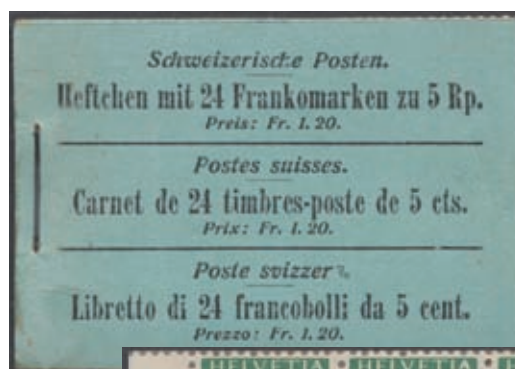 Schweizerische Posten.
Heftchen mit 24 Frankomarken zu 5 Rp.
Preis: Fr. 1.20.
Postes suisses.
Carnet de 24 timbres-poste de 5 cts.
Prix: Fr. 1.20.
Poste svizzere
Libretto di 24 francobolli da 5 cent.
Prezzo: Fr. 1.20.
HELVETIA HELVETIA H